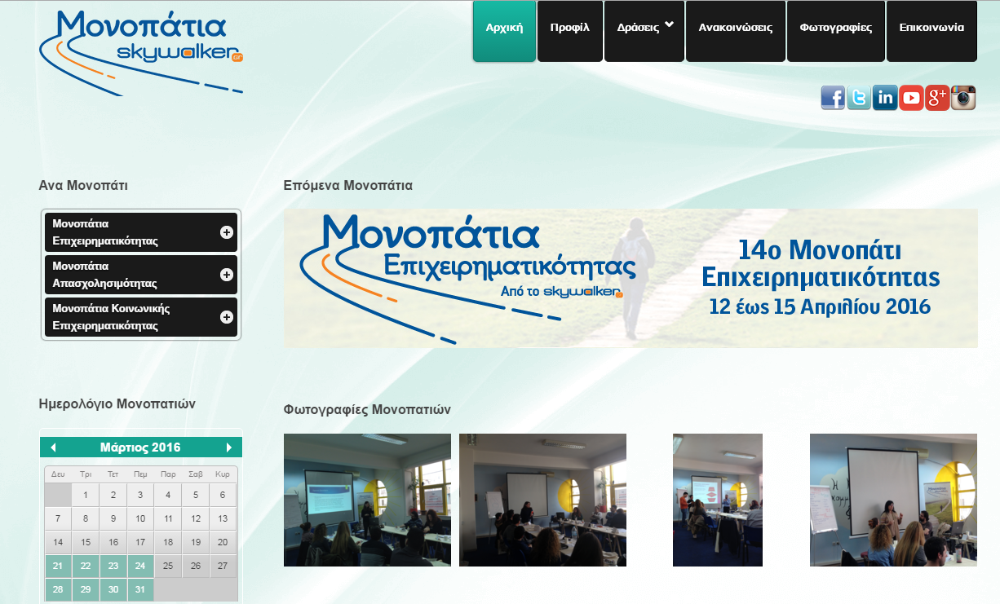 Μονοπάτια
skywalker.gr
Αρχική
Προφίλ
Δράσεις
Ανακοινώσεις
Φωτογραφίες
Επικοινωνία
Ανα Μονοπάτι
Μονοπάτια
Επιχειρηματικότητας
Μονοπάτια
Απασχολησιμότητας
Μονοπάτια Κοινωνικής
Επιχειρηματικότητας
Επόμενα Μονοπάτια
Μονοπάτια
Επιχειρηματικότητας
Από το skywalker.gr
14ο Μονοπάτι
Επιχειρηματικότητας
12 έως 15 Απριλίου 2016
Ημερολόγιο Μονοπατιών
Μάρτιος 2016
Δευ Τρι Τετ Πεμ Παρ Σαβ Κυρ
1 2 3 4 5 6
7 8 9 10 11 12 13
14 15 16 17 18 19 20
21 22 23 24 25 26 27
28 29 30 31
Φωτογραφίες Μονοπατιών